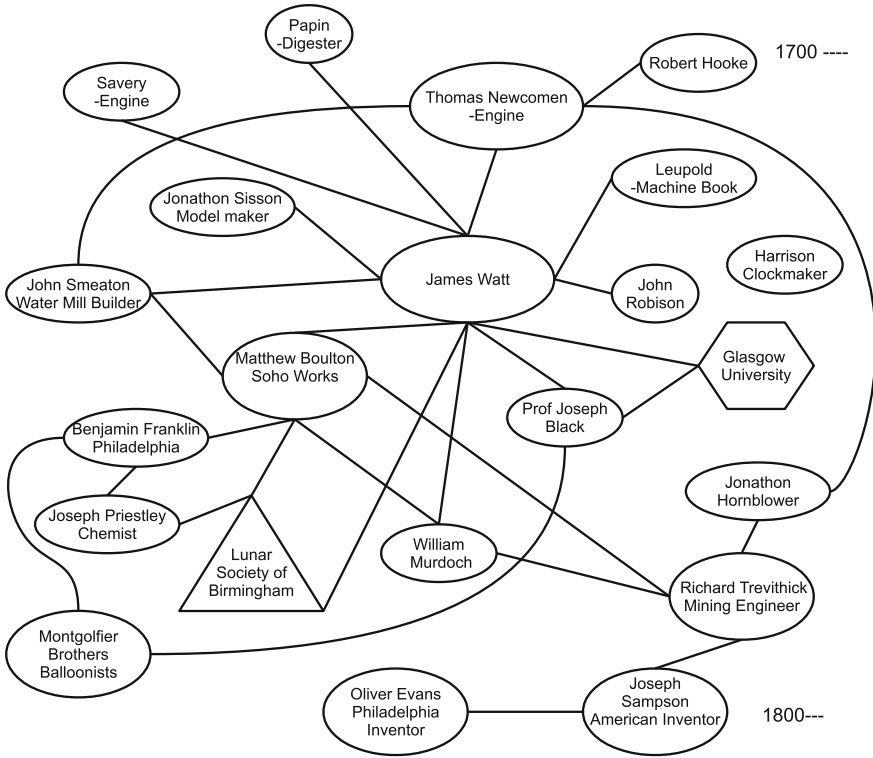 Papin
-Digester
1700 ----
Robert Hooke
Savery
-Engine
Thomas Newcomen
-Engine
Leupold
-Machine Book
Jonathon Sisson
Model maker
Harrison
Clockmaker
James Watt
John Smeaton
Water Mill Builder
John
Robison
Matthew Boulton
Soho Works
Glasgow
University
Prof Joseph
Black
Benjamin Franklin
Philadelphia
Jonathon
Hornblower
Joseph Priestley
Chemist
William
Murdoch
Lunar
Society of
Birmingham
Richard Trevithick
Mining Engineer
Montgolfier
Brothers
Balloonists
Oliver Evans
Philadelphia
Inventor
Joseph
Sampson
American Inventor
1800---